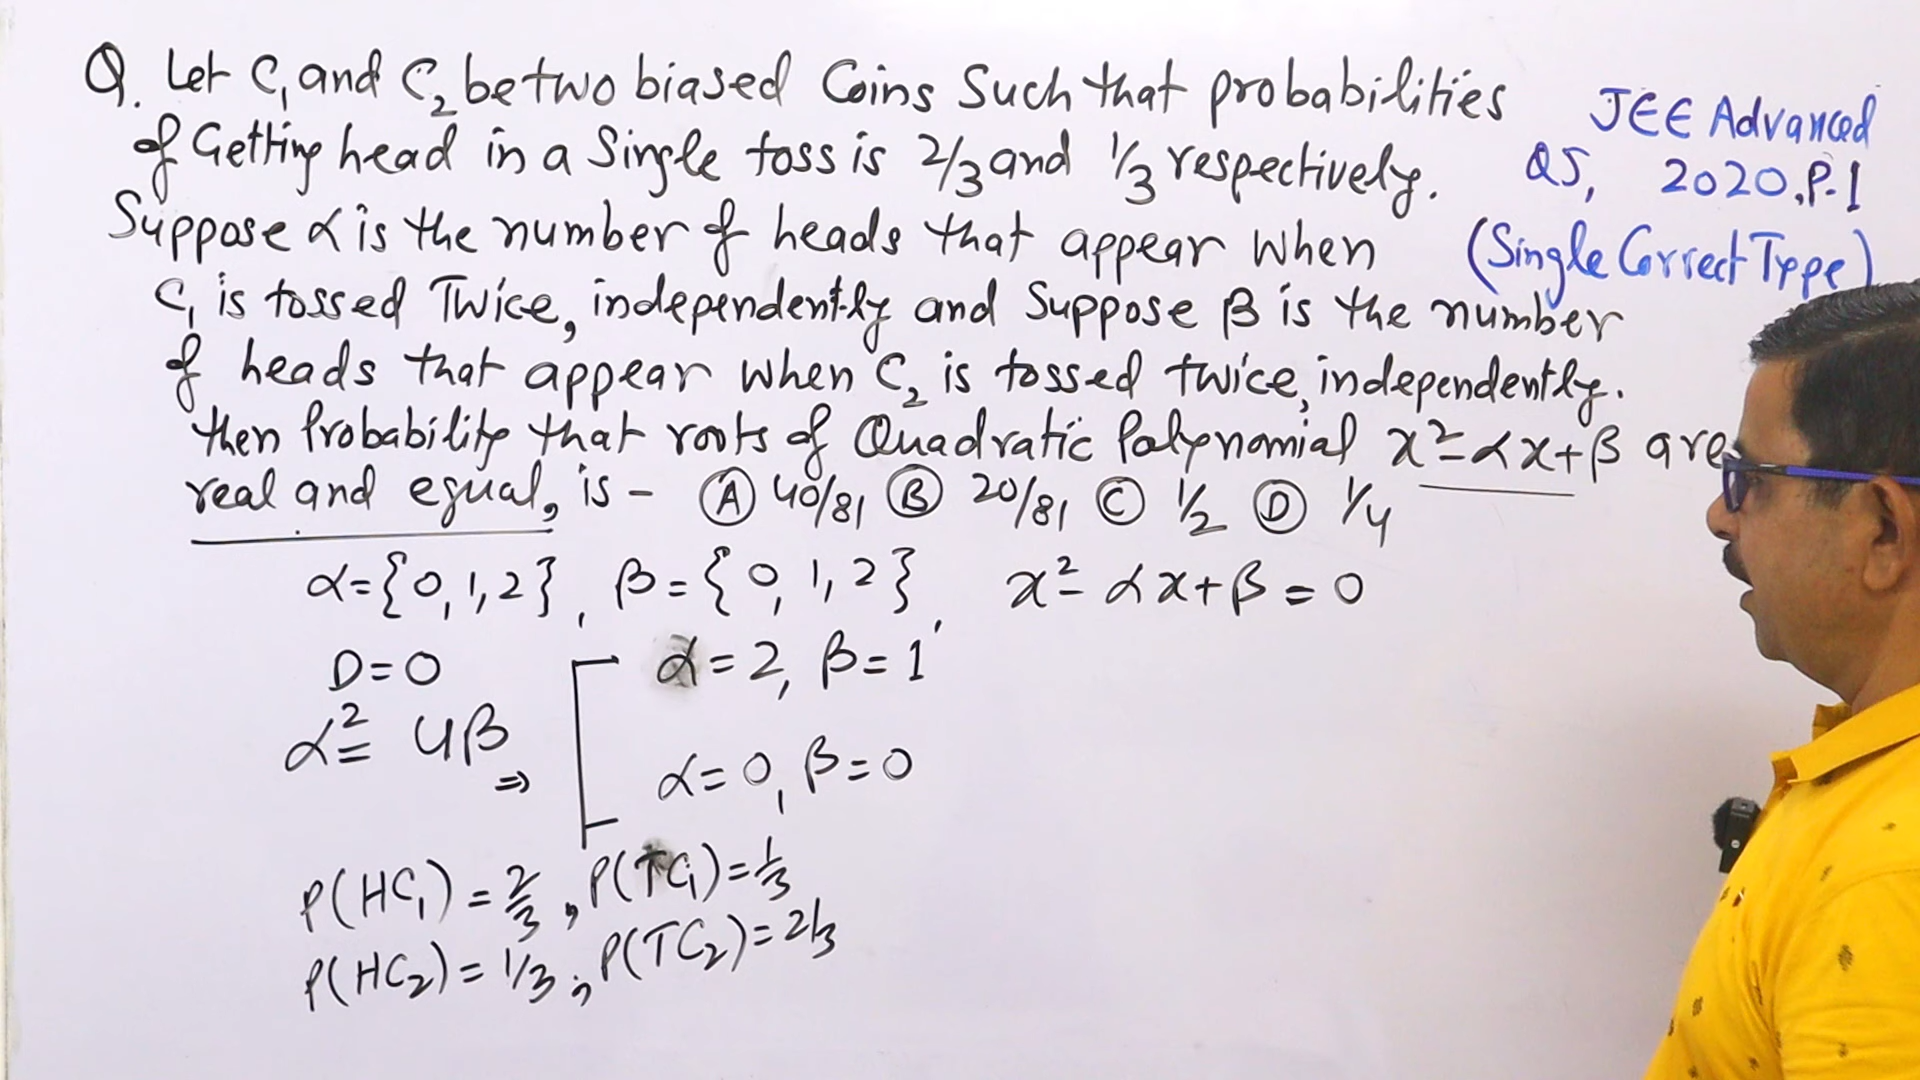 Q. Let C₁ and C₂ be two biased Coins Such that probabilities
of Getting head in a Single toss is 2/3 and 1/3 respectively.
JEE Advanced
Q5, 2020, P-1
(Single Correct Type)
Suppose α is the number of heads that appear when
C₁ is tossed Twice, independently and Suppose β is the number
of heads that appear when C₂ is tossed twice, independently.
then Probability that roots of Quadratic Polynomial x²-αx+β are
real and equal, is - (A) 40/81 (B) 20/81 (C) 1/2 (D) 1/4
α={0,1,2}, β={0,1,2}, x²-αx+β=0
D=0
α²=4β ⇒
α=2, β=1
α=0, β=0
P(HC₁)=2/3, P(TC₁)=1/3
P(HC₂)=1/3; P(TC₂)=2/3